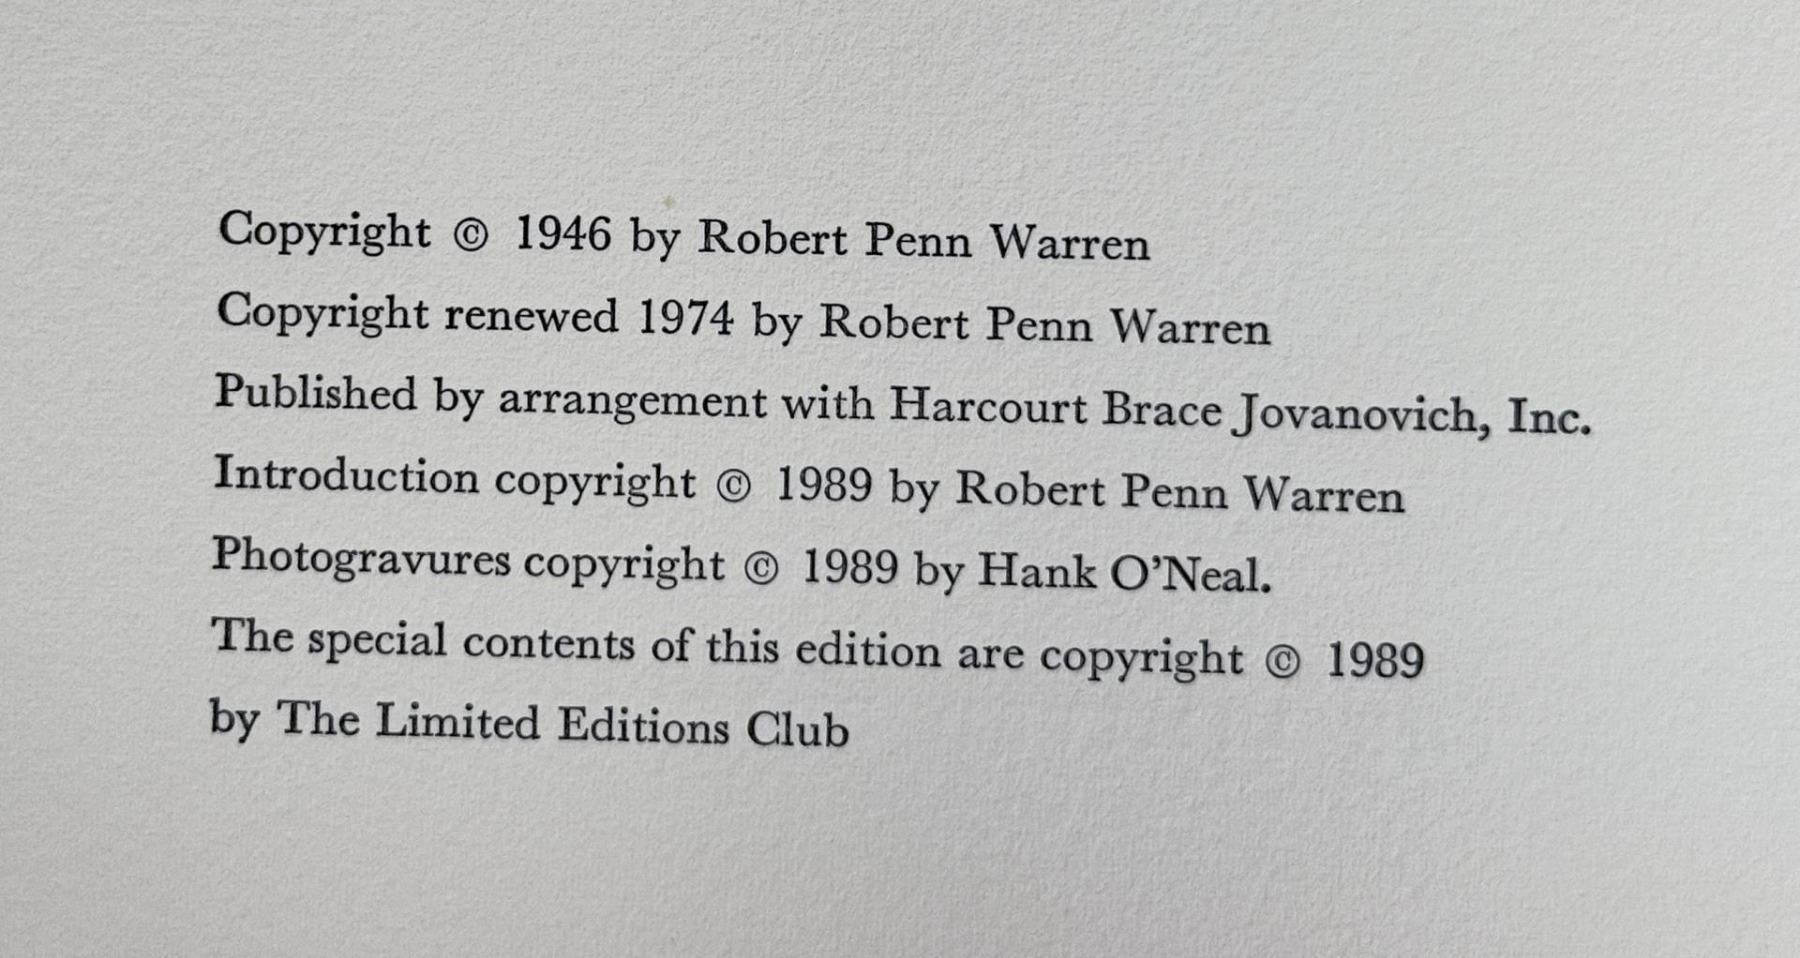 Copyright © 1946 by Robert Penn Warren
Copyright renewed 1974 by Robert Penn Warren
Published by arrangement with Harcourt Brace Jovanovich, Inc.
Introduction copyright © 1989 by Robert Penn Warren
Photogravures copyright © 1989 by Hank O’Neal.
The special contents of this edition are copyright © 1989
by The Limited Editions Club